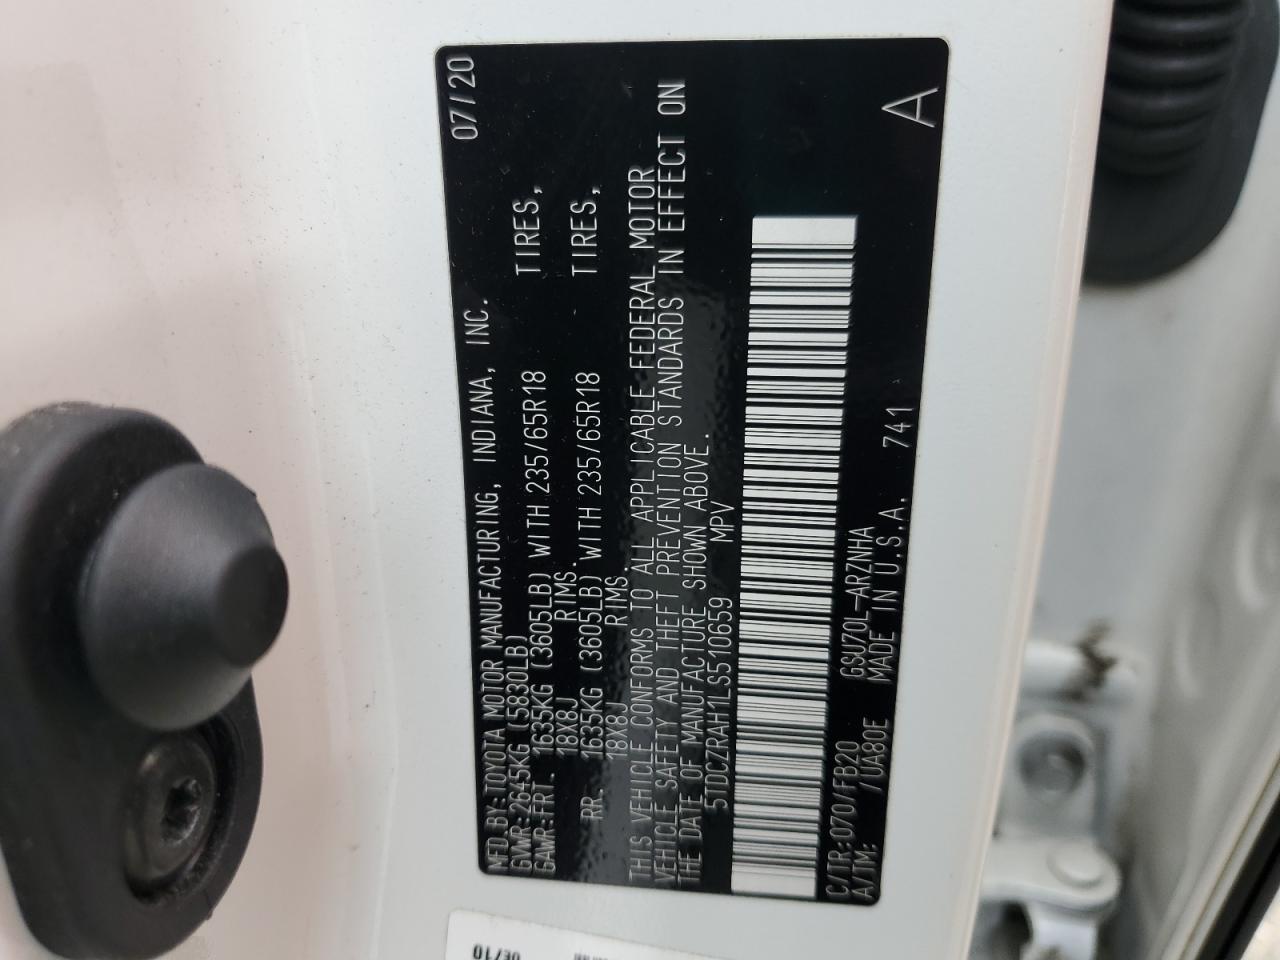 MFD.BY:TOYOTA MOTOR MANUFACTURING, INDIANA, INC. 07/20
GVWR:2645KG (5830LB)
GAWR:FRT. 1635KG (3605LB) WITH 235/65R18 TIRES,
18X8J RIMS.
RR. 1635KG (3605LB) WITH 235/65R18 TIRES,
18X8J RIMS.
THIS VEHICLE CONFORMS TO ALL APPLICABLE FEDERAL MOTOR
VEHICLE SAFETY AND THEFT PREVENTION STANDARDS IN EFFECT ON
THE DATE OF MANUFACTURE SHOWN ABOVE.
5TDCZRAH1LS510659 MPV
C/TR:070/FB20 GSU70L-ARZNHA
A/TM: /UA80E MADE IN U.S.A. 741 A